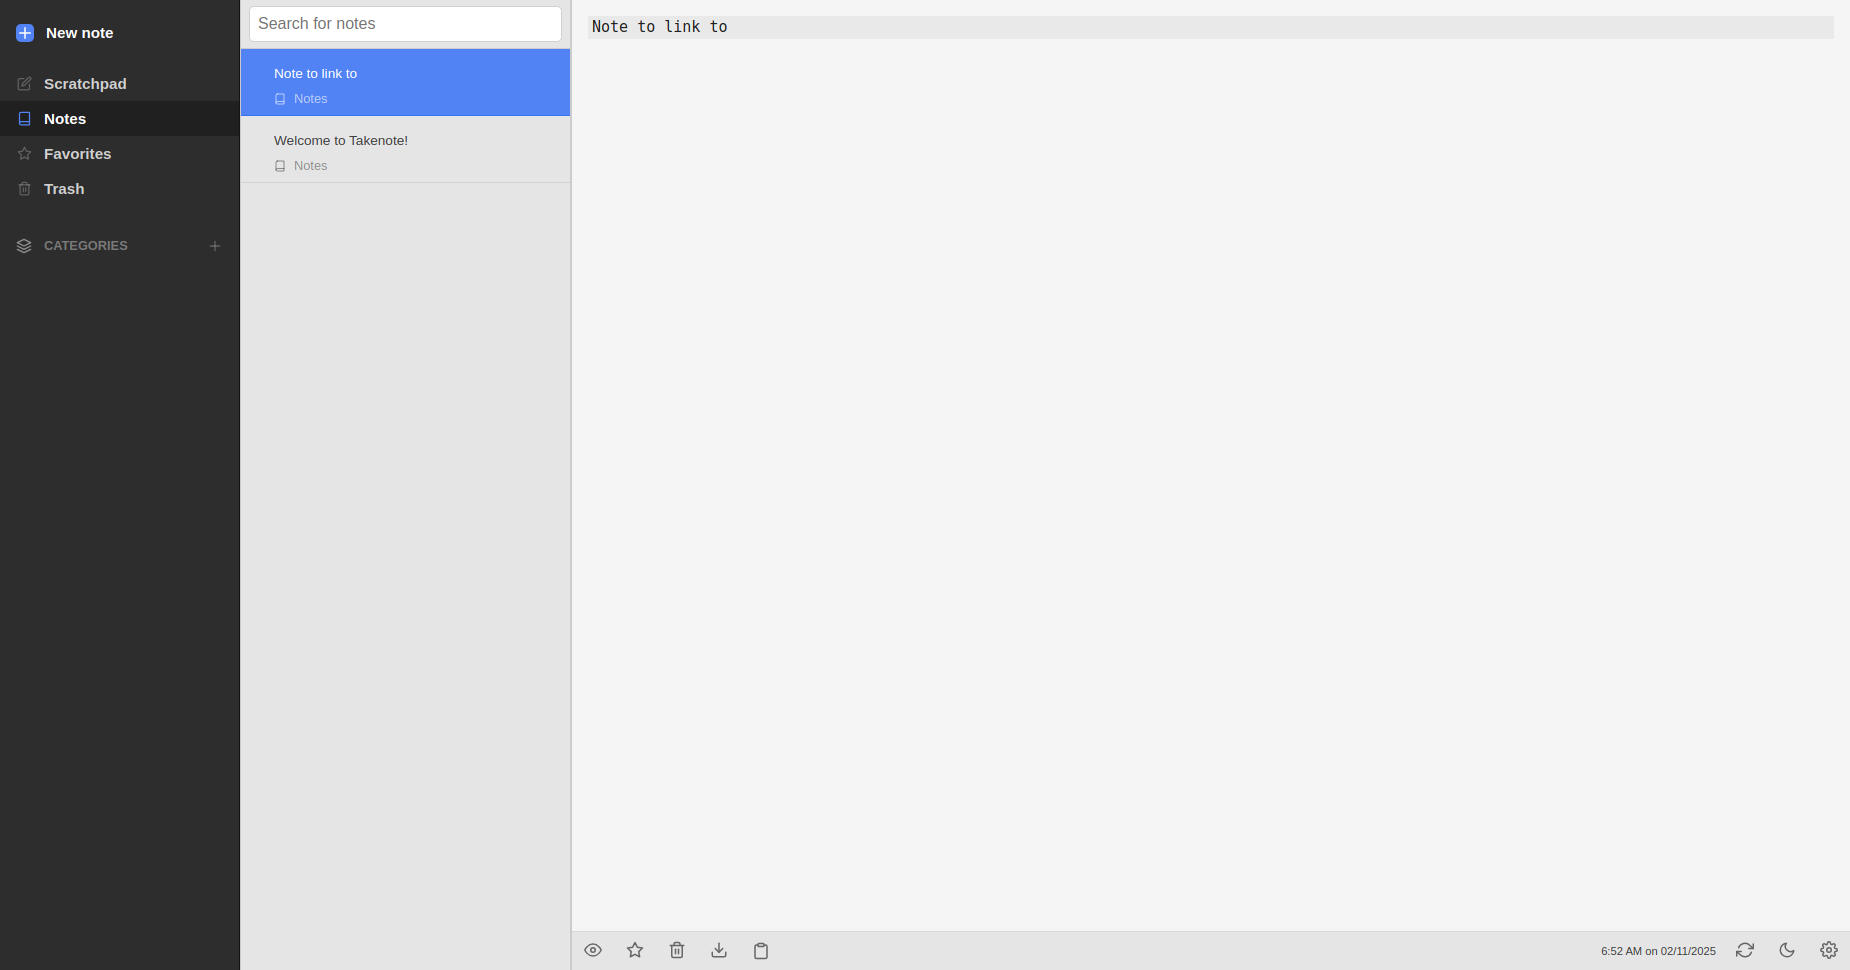 New note
Scratchpad
Notes
Favorites
Trash
CATEGORIES
Search for notes
Note to link to
Notes
Welcome to Takenote!
Notes
Note to link to
6:52 AM on 02/11/2025